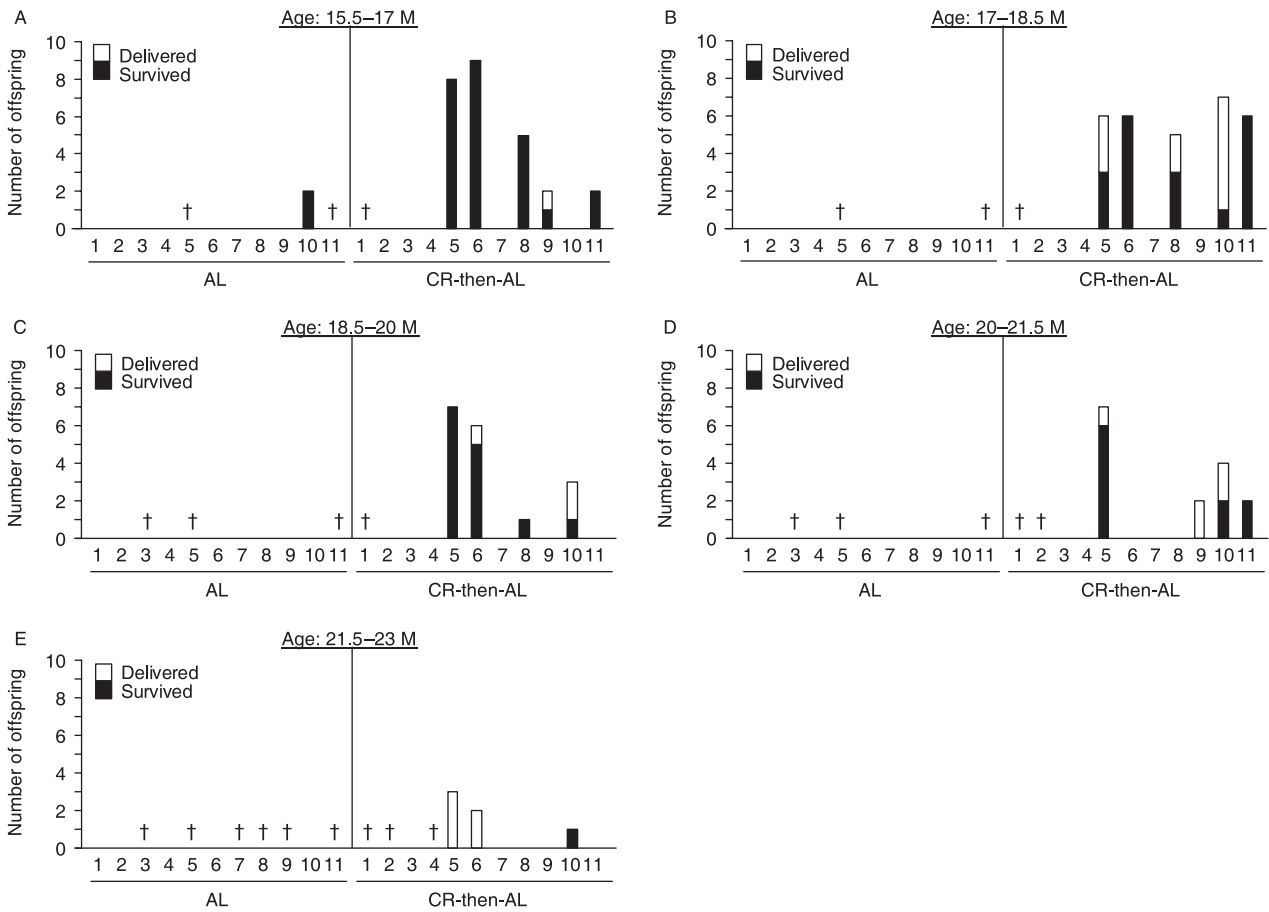 A
Age: 15.5–17 M
Number of offspring
10
8
6
4
2
0
Delivered
Survived
† † †
1 2 3 4 5 6 7 8 9 10 11 1 2 3 4 5 6 7 8 9 10 11
AL CR-then-AL
B
Age: 17–18.5 M
Number of offspring
10
8
6
4
2
0
Delivered
Survived
† † †
1 2 3 4 5 6 7 8 9 10 11 1 2 3 4 5 6 7 8 9 10 11
AL CR-then-AL
C
Age: 18.5–20 M
Number of offspring
10
8
6
4
2
0
Delivered
Survived
† † † †
1 2 3 4 5 6 7 8 9 10 11 1 2 3 4 5 6 7 8 9 10 11
AL CR-then-AL
D
Age: 20–21.5 M
Number of offspring
10
8
6
4
2
0
Delivered
Survived
† † † † †
1 2 3 4 5 6 7 8 9 10 11 1 2 3 4 5 6 7 8 9 10 11
AL CR-then-AL
E
Age: 21.5–23 M
Number of offspring
10
8
6
4
2
0
Delivered
Survived
† † † † † † † † †
1 2 3 4 5 6 7 8 9 10 11 1 2 3 4 5 6 7 8 9 10 11
AL CR-then-AL